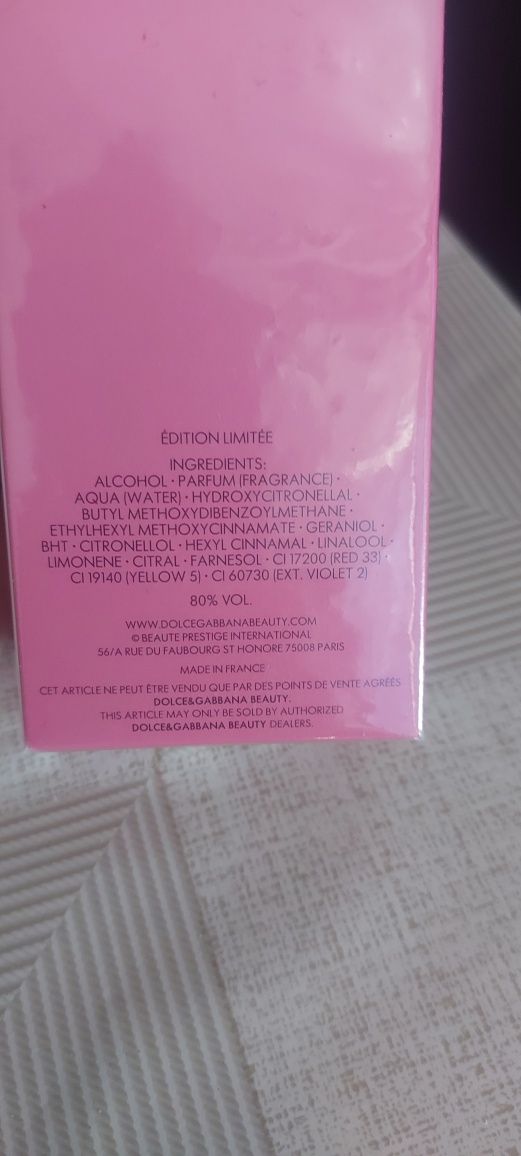 ÉDITION LIMITÉE
INGREDIENTS:
ALCOHOL · PARFUM (FRAGRANCE) ·
AQUA (WATER) · HYDROXYCITRONELLAL ·
BUTYL METHOXYDIBENZOYLMETHANE ·
ETHYLHEXYL METHOXYCINNAMATE · GERANIOL ·
BHT · CITRONELLOL · HEXYL CINNAMAL · LINALOOL ·
LIMONENE · CITRAL · FARNESOL · CI 17200 (RED 33) ·
CI 19140 (YELLOW 5) · CI 60730 (EXT. VIOLET 2)
80% VOL.
WWW.DOLCEGABBANABEAUTY.COM
© BEAUTE PRESTIGE INTERNATIONAL
56/A RUE DU FAUBOURG ST HONORE 75008 PARIS
MADE IN FRANCE
CET ARTICLE NE PEUT ÊTRE VENDU QUE PAR DES POINTS DE VENTE AGRÉÉS
DOLCE&GABBANA BEAUTY.
THIS ARTICLE MAY ONLY BE SOLD BY AUTHORIZED
DOLCE&GABBANA BEAUTY DEALERS.